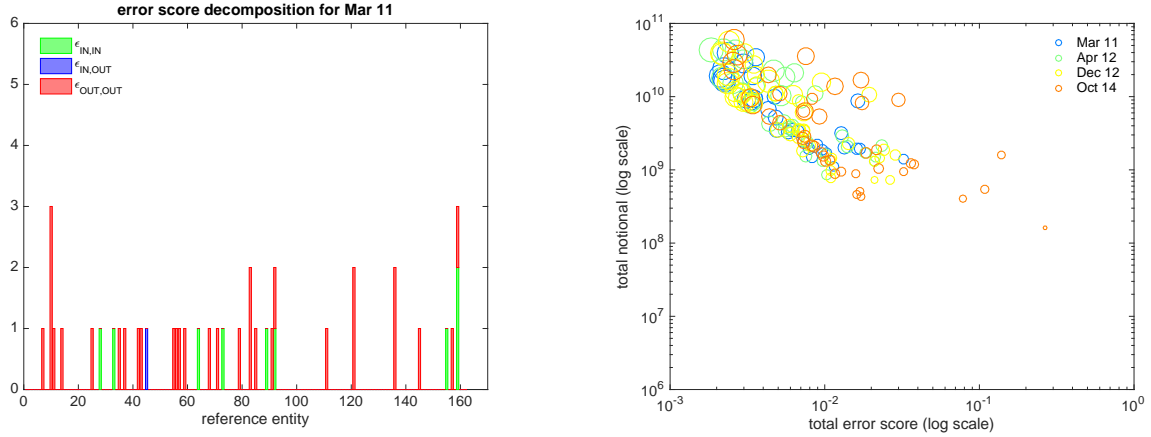 error score decomposition for Mar 11
6
5
4
3
2
1
0
ϵIN,IN
ϵIN,OUT
ϵOUT,OUT
0 20 40 60 80 100 120 140 160
reference entity
total notional (log scale)
10^11
10^10
10^9
10^8
10^7
10^6
Mar 11
Apr 12
Dec 12
Oct 14
10^-3 10^-2 10^-1 10^0
total error score (log scale)